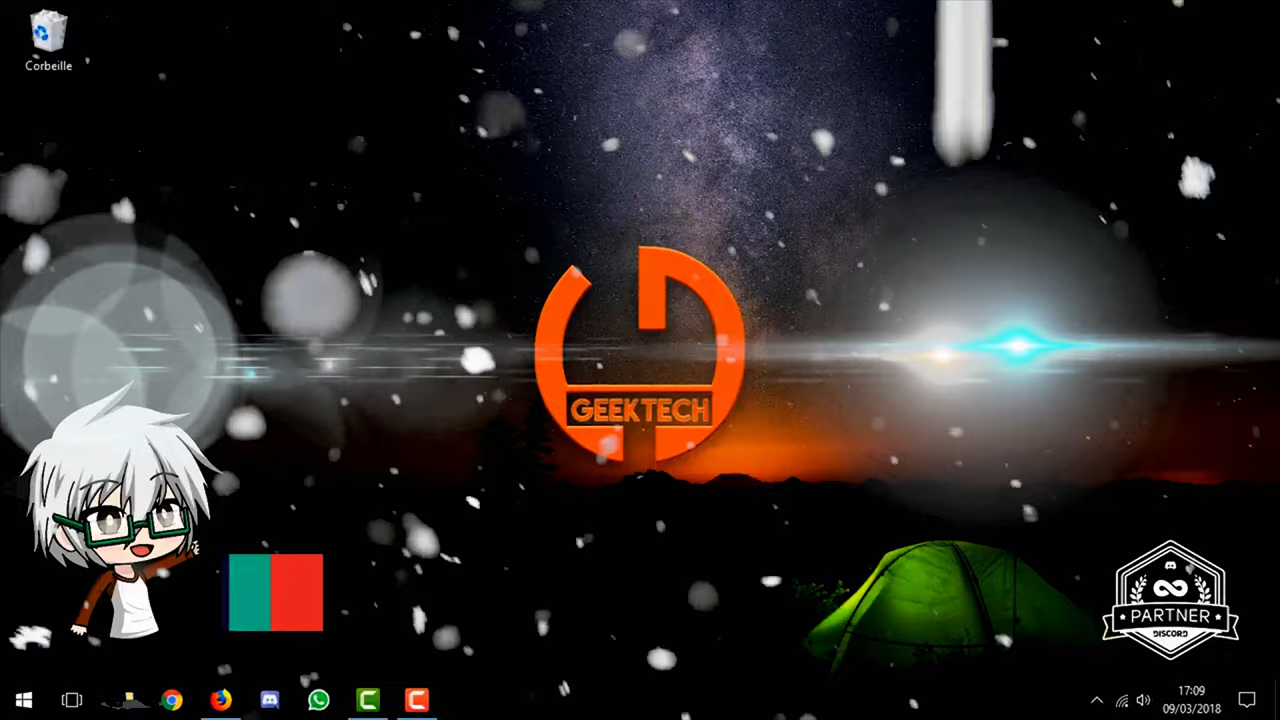 Corbeille
GEEKTECH
PARTNER
DISCORD
17:09
09/03/2018